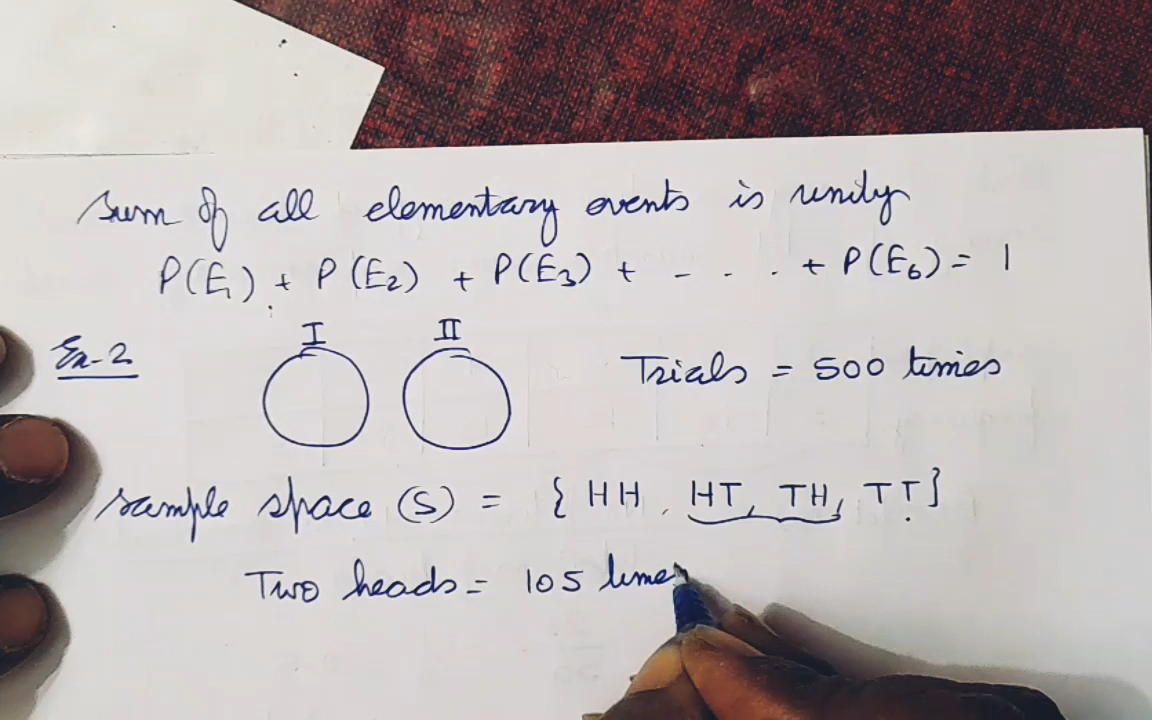 Sum of all elementary events is unity
P(E₁) + P(E₂) + P(E₃) + - . . . + P(E₆) = 1
I II
Ex-2 Trials = 500 times
Sample space (S) = { HH, HT, TH, TT }
Two heads = 105 times